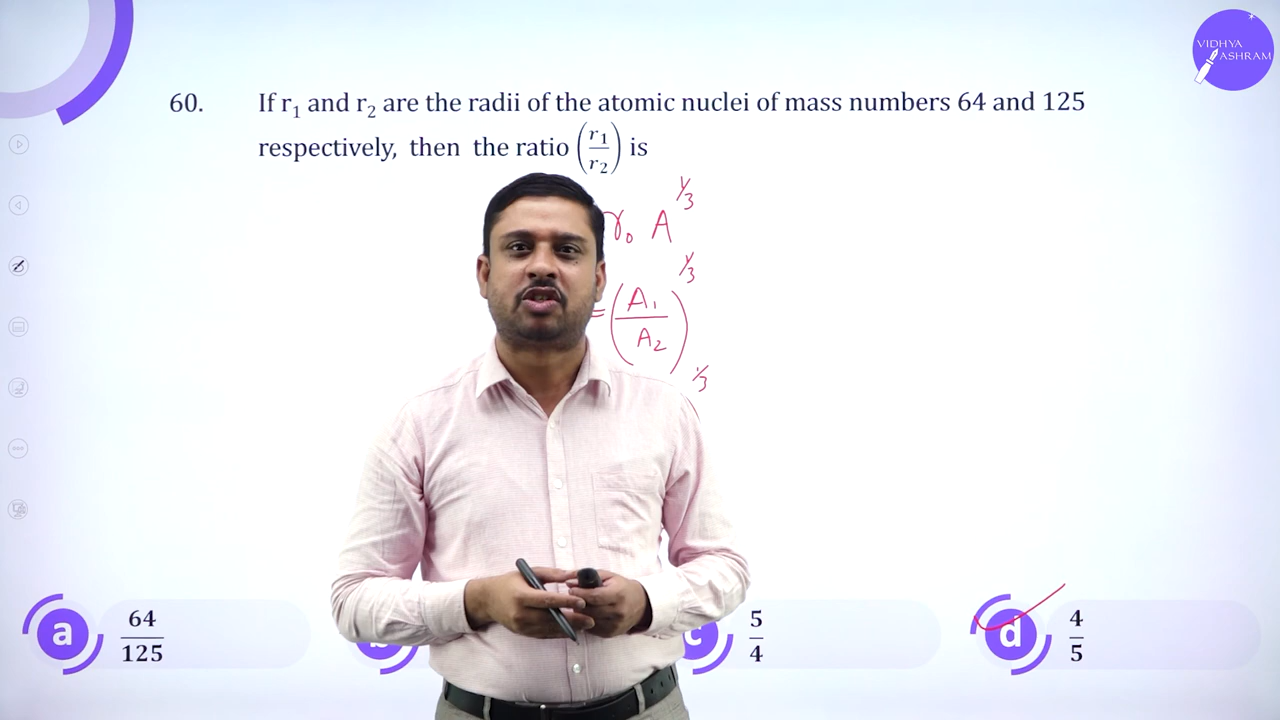 VIDHYA
ASHRAM
60. If r₁ and r₂ are the radii of the atomic nuclei of mass numbers 64 and 125
respectively, then the ratio (r₁/r₂) is
r₀ A^1/3
= (A₁/A₂)^1/3
1/3
a 64/125
c 5/4
d 4/5